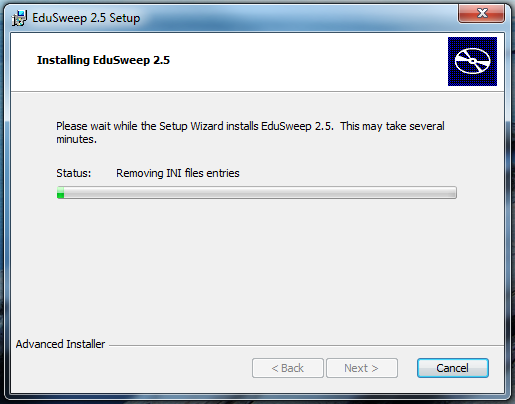 EduSweep 2.5 Setup
Installing EduSweep 2.5
Please wait while the Setup Wizard installs EduSweep 2.5.  This may take several
minutes.
Status: Removing INI files entries
Advanced Installer
< Back Next > Cancel